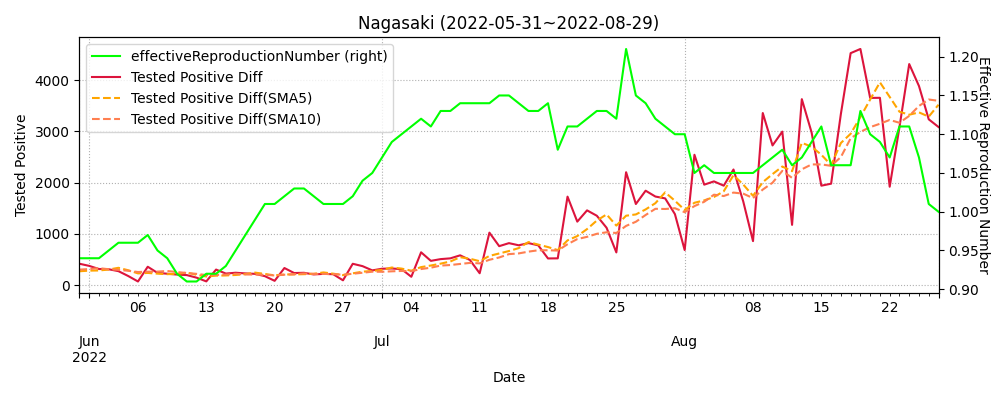 Nagasaki (2022-05-31~2022-08-29)
effectiveReproductionNumber (right)
Tested Positive Diff
Tested Positive Diff(SMA5)
Tested Positive Diff(SMA10)
Tested Positive
4000
3000
2000
1000
0
Effective Reproduction Number
1.20
1.15
1.10
1.05
1.00
0.95
0.90
06 13 20 27 04 11 18 25 08 15 22
Jun Jul Aug
2022
Date